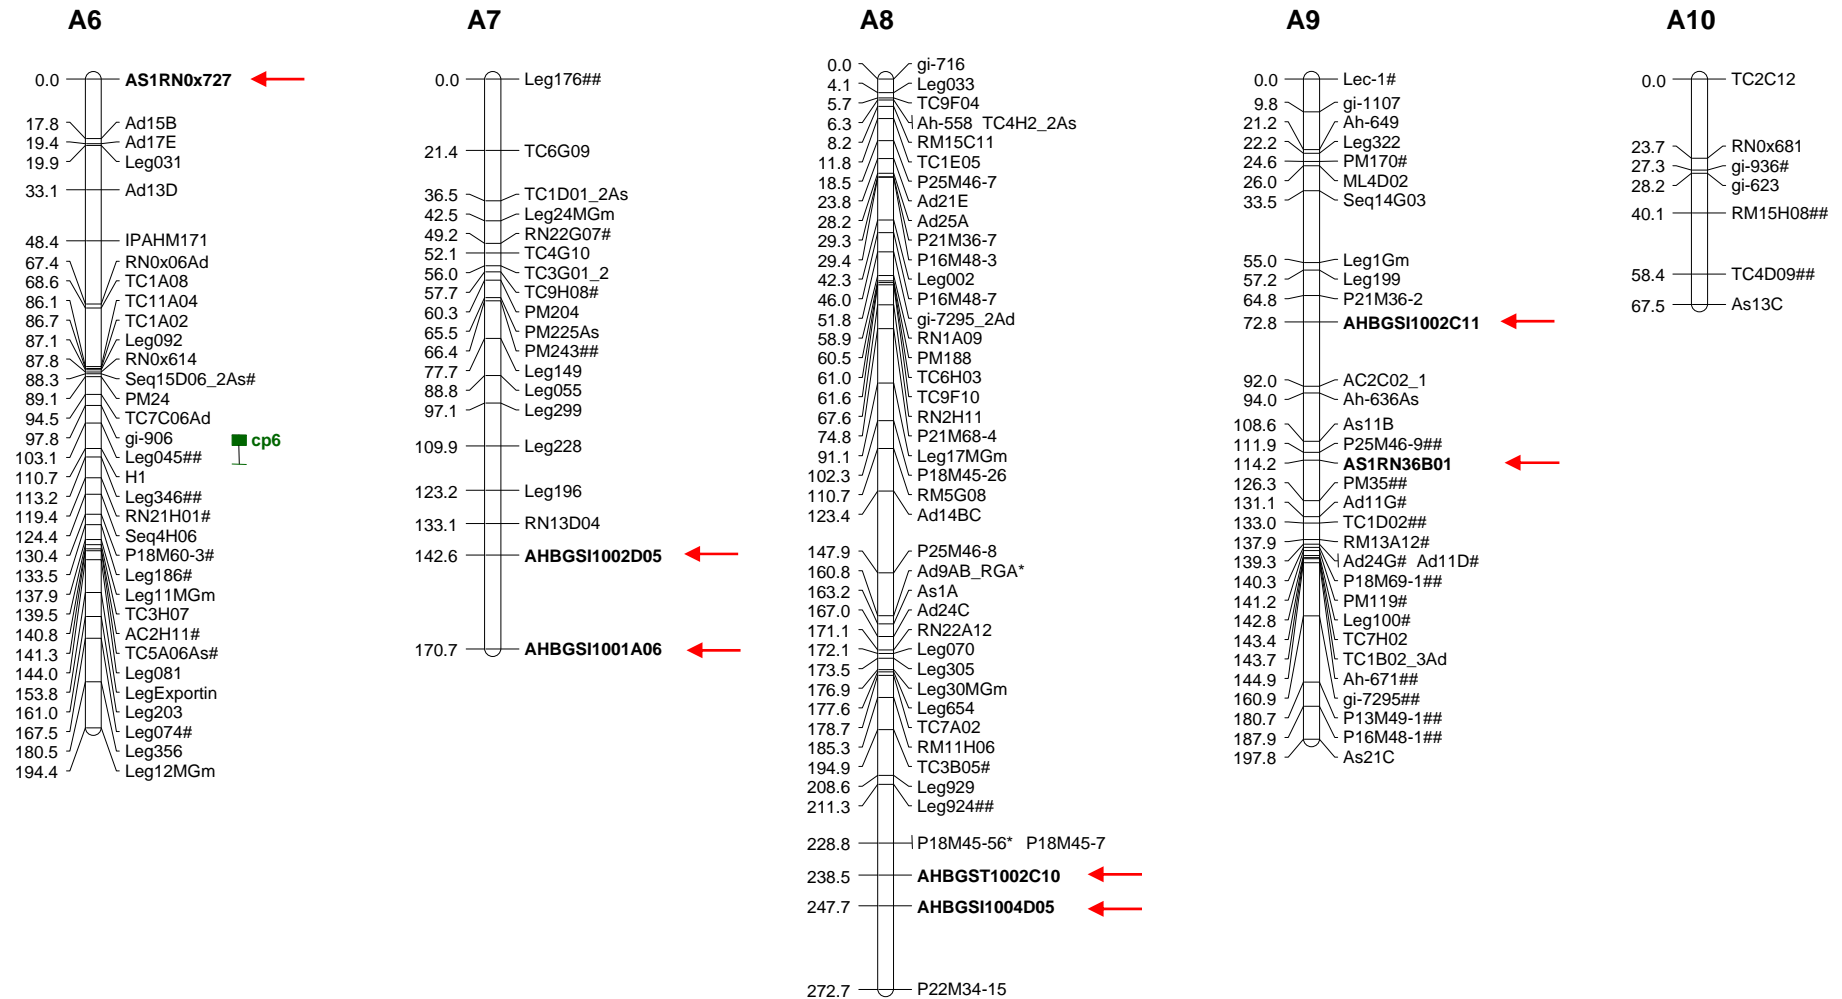 A6
0.0 AS1RN0x727
17.8 Ad15B
19.4 Ad17E
19.9 Leg031
33.1 Ad13D
48.4 IPAHM171
67.4 RN0x06Ad
68.6 TC1A08
86.1 TC11A04
86.7 TC1A02
87.1 Leg092
87.8 RN0x614
88.3 Seq15D06_2As#
89.1 PM24
94.5 TC7C06Ad
97.8 gi-906
103.1 Leg045##
110.7 H1
113.2 Leg346##
119.4 RN21H01#
124.4 Seq4H06
130.4 P18M60-3#
133.5 Leg186#
137.9 Leg11MGm
139.5 TC3H07
140.8 AC2H11#
141.3 TC5A06As#
144.0 Leg081
153.8 LegExportin
161.0 Leg203
167.5 Leg074#
180.5 Leg356
194.4 Leg12MGm
cp6
A7
0.0 Leg176##
21.4 TC6G09
36.5 TC1D01_2As
42.5 Leg24MGm
49.2 RN22G07#
52.1 TC4G10
56.0 TC3G01_2
57.7 TC9H08#
60.3 PM204
65.5 PM225As
66.4 PM243##
77.7 Leg149
88.8 Leg055
97.1 Leg299
109.9 Leg228
123.2 Leg196
133.1 RN13D04
142.6 AHBGSI1002D05
170.7 AHBGSI1001A06
A8
0.0 gi-716
4.1 Leg033
5.7 TC9F04
6.3 Ah-558 TC4H2_2As
8.2 RM15C11
11.8 TC1E05
18.5 P25M46-7
23.8 Ad21E
28.2 Ad25A
29.3 P21M36-7
29.4 P16M48-3
42.3 Leg002
46.0 P16M48-7
51.8 gi-7295_2Ad
58.9 RN1A09
60.5 PM188
61.0 TC6H03
61.6 TC9F10
67.6 RN2H11
74.8 P21M68-4
91.1 Leg17MGm
102.3 P18M45-26
110.7 RM5G08
123.4 Ad14BC
147.9 P25M46-8
160.8 Ad9AB_RGA*
163.2 As1A
167.0 Ad24C
171.1 RN22A12
172.1 Leg070
173.5 Leg305
176.9 Leg30MGm
177.6 Leg654
178.7 TC7A02
185.3 RM11H06
194.9 TC3B05#
208.6 Leg929
211.3 Leg924##
228.8 P18M45-56* P18M45-7
238.5 AHBGST1002C10
247.7 AHBGSI1004D05
272.7 P22M34-15
A9
0.0 Lec-1#
9.8 gi-1107
21.2 Ah-649
22.2 Leg322
24.6 PM170#
26.0 ML4D02
33.5 Seq14G03
55.0 Leg1Gm
57.2 Leg199
64.8 P21M36-2
72.8 AHBGSI1002C11
92.0 AC2C02_1
94.0 Ah-636As
108.6 As11B
111.9 P25M46-9##
114.2 AS1RN36B01
126.3 PM35##
131.1 Ad11G#
133.0 TC1D02##
137.9 RM13A12#
139.3 Ad24G# Ad11D#
140.3 P18M69-1##
141.2 PM119#
142.8 Leg100#
143.4 TC7H02
143.7 TC1B02_3Ad
144.9 Ah-671##
160.9 gi-7295##
180.7 P13M49-1##
187.9 P16M48-1##
197.8 As21C
A10
0.0 TC2C12
23.7 RN0x681
27.3 gi-936#
28.2 gi-623
40.1 RM15H08##
58.4 TC4D09##
67.5 As13C